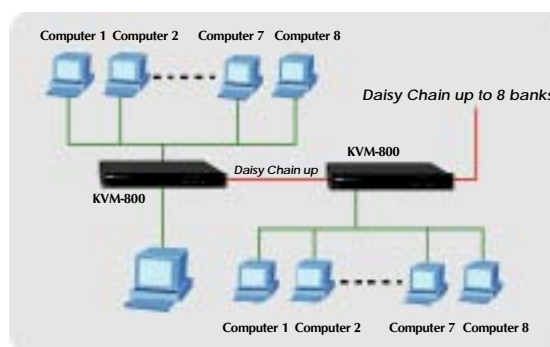 Computer 1 Computer 2 Computer 7 Computer 8
Daisy Chain up to 8 banks
KVM-800
Daisy Chain up
KVM-800
Computer 1 Computer 2 Computer 7 Computer 8